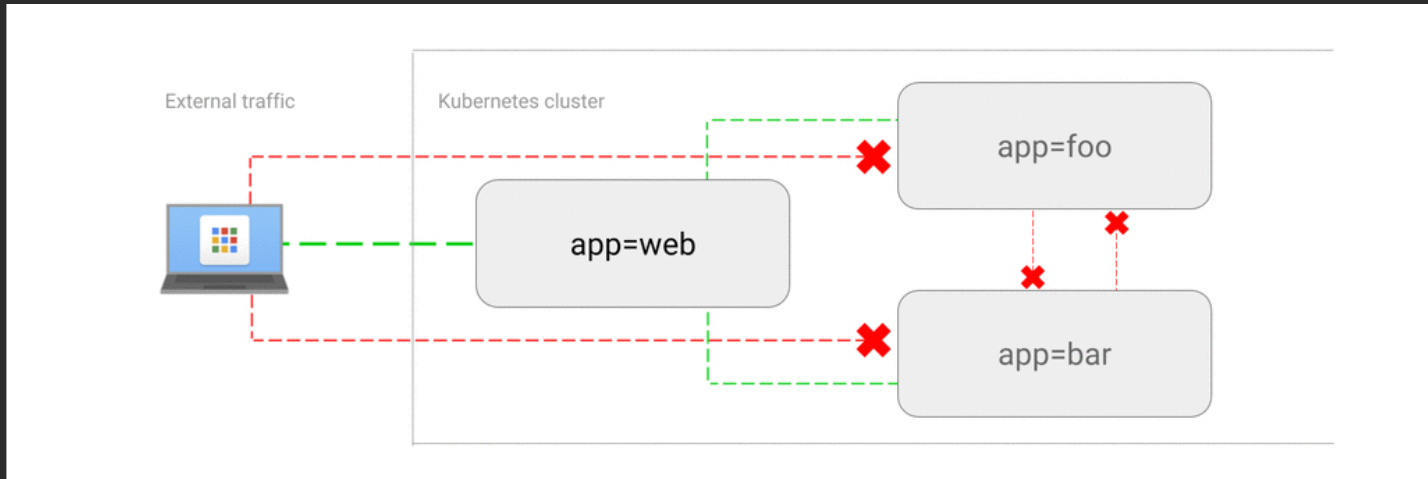 External traffic
Kubernetes cluster
app=foo
app=web
app=bar